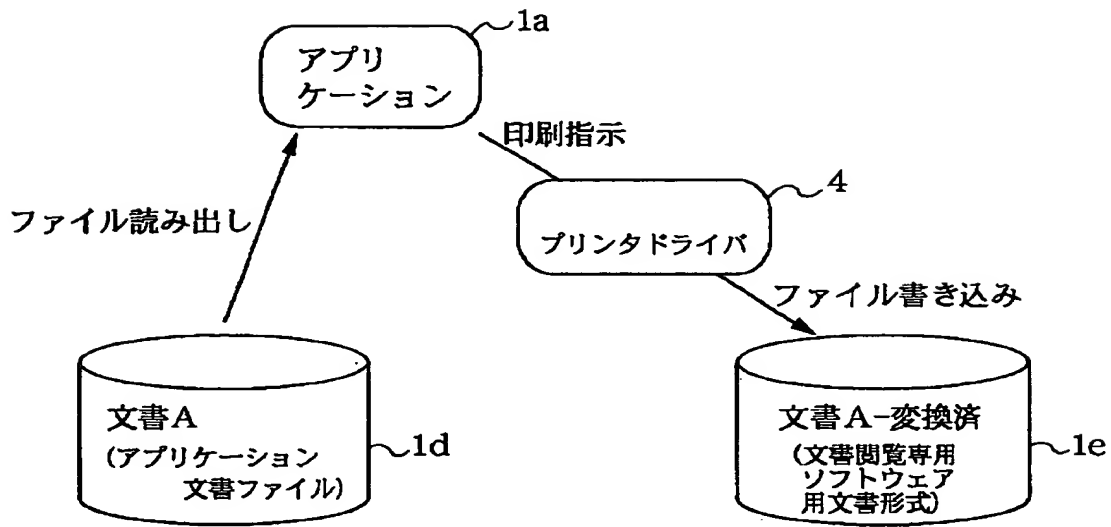 1a
アプリ
ケーション
印刷指示
4
ファイル読み出し
プリンタドライバ
ファイル書き込み
文書A
(アプリケーション
文書ファイル)
1d
文書A-変換済
(文書閲覧専用
ソフトウェア
用文書形式)
1e